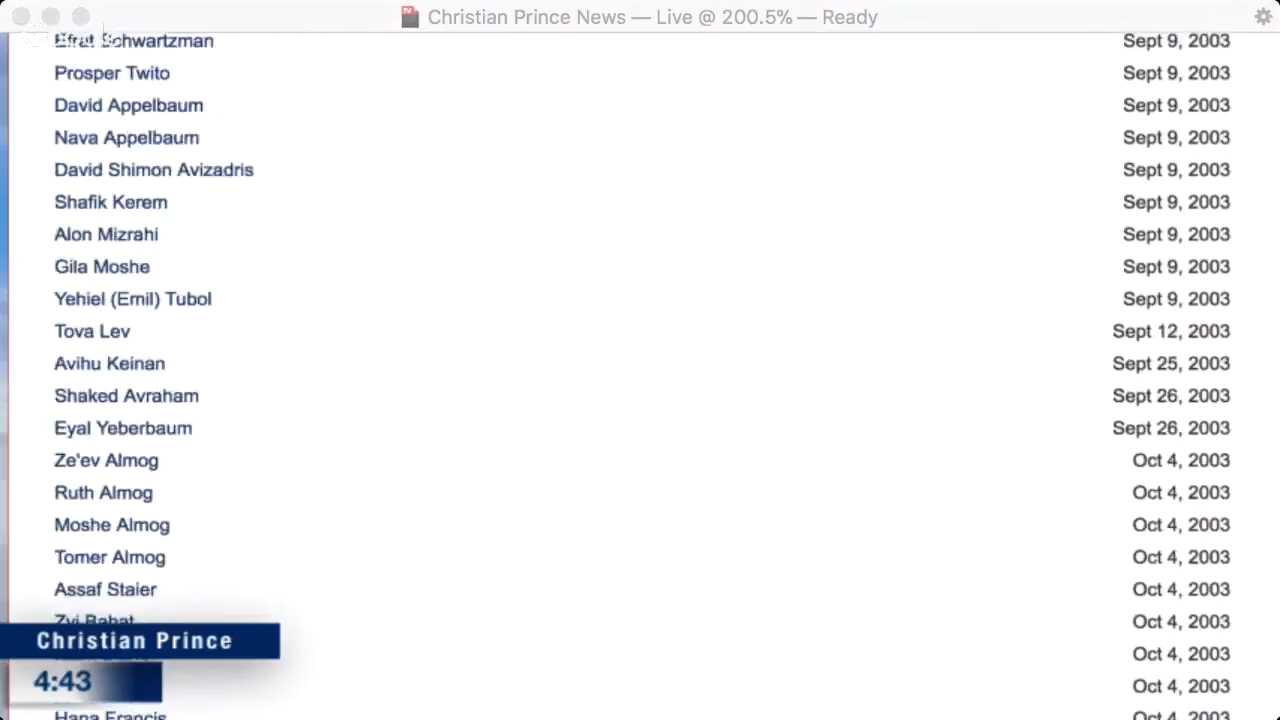 Christian Prince News — Live @ 200.5% — Ready
Efrat Schwartzman Sept 9, 2003
Prosper Twito Sept 9, 2003
David Appelbaum Sept 9, 2003
Nava Appelbaum Sept 9, 2003
David Shimon Avizadris Sept 9, 2003
Shafik Kerem Sept 9, 2003
Alon Mizrahi Sept 9, 2003
Gila Moshe Sept 9, 2003
Yehiel (Emil) Tubol Sept 9, 2003
Tova Lev Sept 12, 2003
Avihu Keinan Sept 25, 2003
Shaked Avraham Sept 26, 2003
Eyal Yeberbaum Sept 26, 2003
Ze'ev Almog Oct 4, 2003
Ruth Almog Oct 4, 2003
Moshe Almog Oct 4, 2003
Tomer Almog Oct 4, 2003
Assaf Staier Oct 4, 2003
Zvi Bahat Oct 4, 2003
Christian Prince
Oct 4, 2003
4:43 Oct 4, 2003
Hana Francis Oct 4, 2003